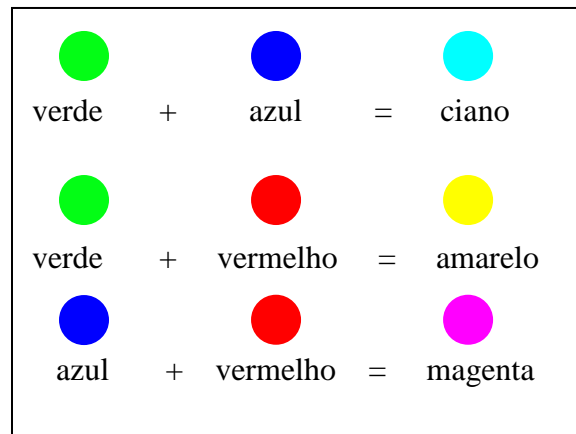 verde + azul = ciano
verde + vermelho = amarelo
azul + vermelho = magenta